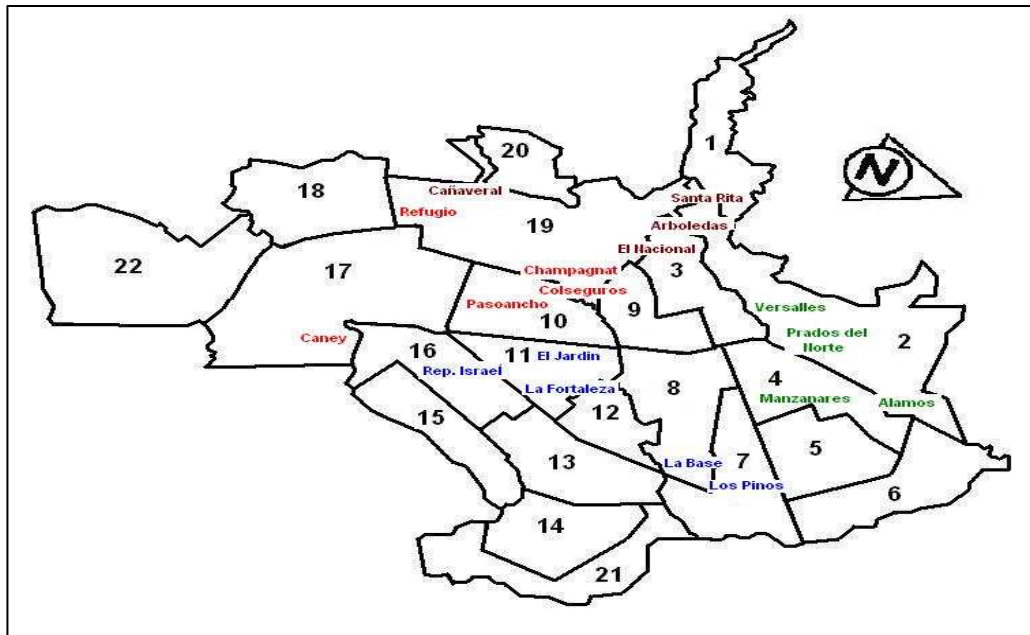 1
20
18
Cañaveral
Santa Rita
Refugio
19
Arboledas
El Nacional
22
17
Champagnat
3
Colseguros
Pasoancho
9
Versalles
10
Prados del
Norte
2
Caney
16
11
El Jardin
Rep. Israel
8
4
La Fortaleza
Manzanares
Alamos
15
12
5
13
La Base
7
Los Pinos
6
14
21
N